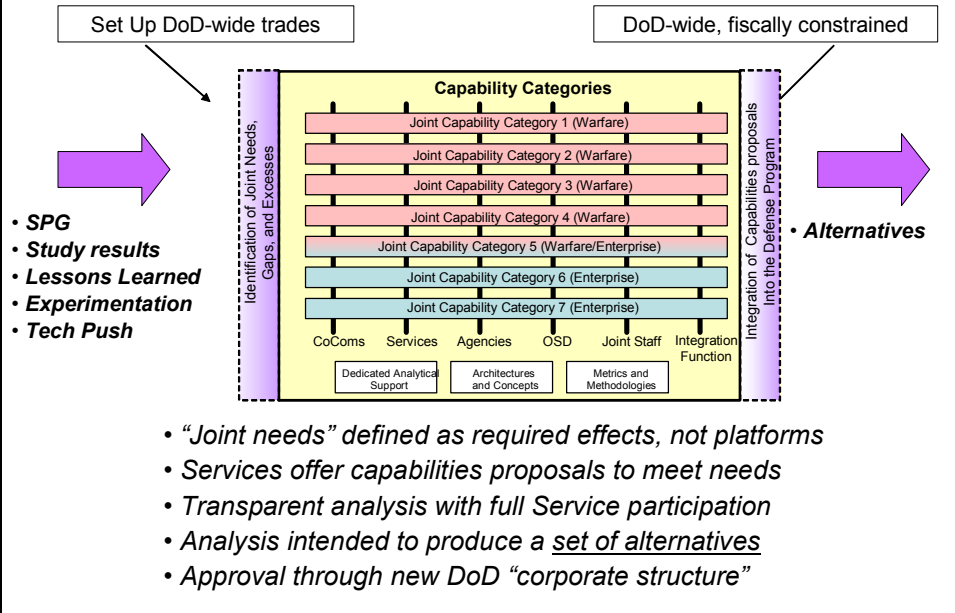 Set Up DoD-wide trades
DoD-wide, fiscally constrained
Capability Categories
Identification of Joint Needs,
Gaps, and Excesses
Joint Capability Category 1 (Warfare)
Joint Capability Category 2 (Warfare)
Joint Capability Category 3 (Warfare)
Joint Capability Category 4 (Warfare)
Joint Capability Category 5 (Warfare/Enterprise)
Joint Capability Category 6 (Enterprise)
Joint Capability Category 7 (Enterprise)
CoComs
Services
Agencies
OSD
Joint Staff
Integration
Function
Dedicated Analytical
Support
Architectures
and Concepts
Metrics and
Methodologies
Integration of Capabilities proposals
Into the Defense Program
• SPG
• Study results
• Lessons Learned
• Experimentation
• Tech Push
• Alternatives
• “Joint needs” defined as required effects, not platforms
• Services offer capabilities proposals to meet needs
• Transparent analysis with full Service participation
• Analysis intended to produce a set of alternatives
• Approval through new DoD “corporate structure”